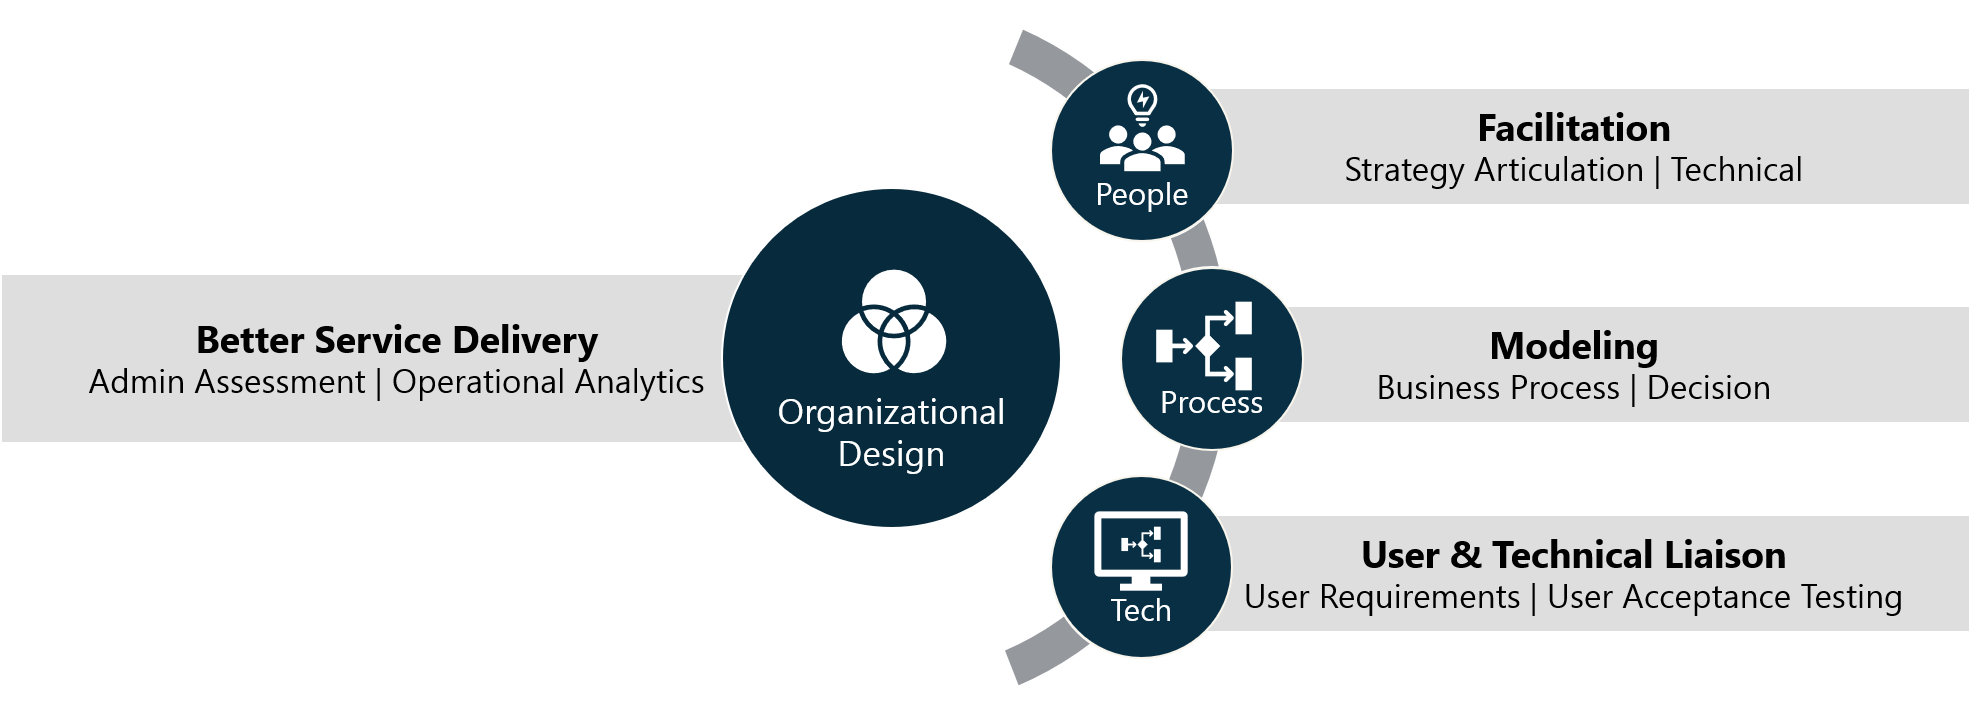 Better Service Delivery
Admin Assessment | Operational Analytics
Organizational
Design
People
Facilitation
Strategy Articulation | Technical
Process
Modeling
Business Process | Decision
Tech
User & Technical Liaison
User Requirements | User Acceptance Testing